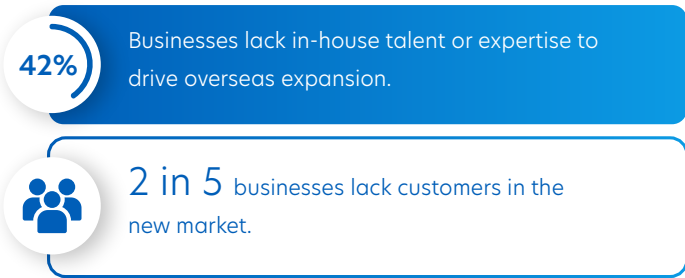 42%
Businesses lack in-house talent or expertise to
drive overseas expansion.
2 in 5 businesses lack customers in the
new market.